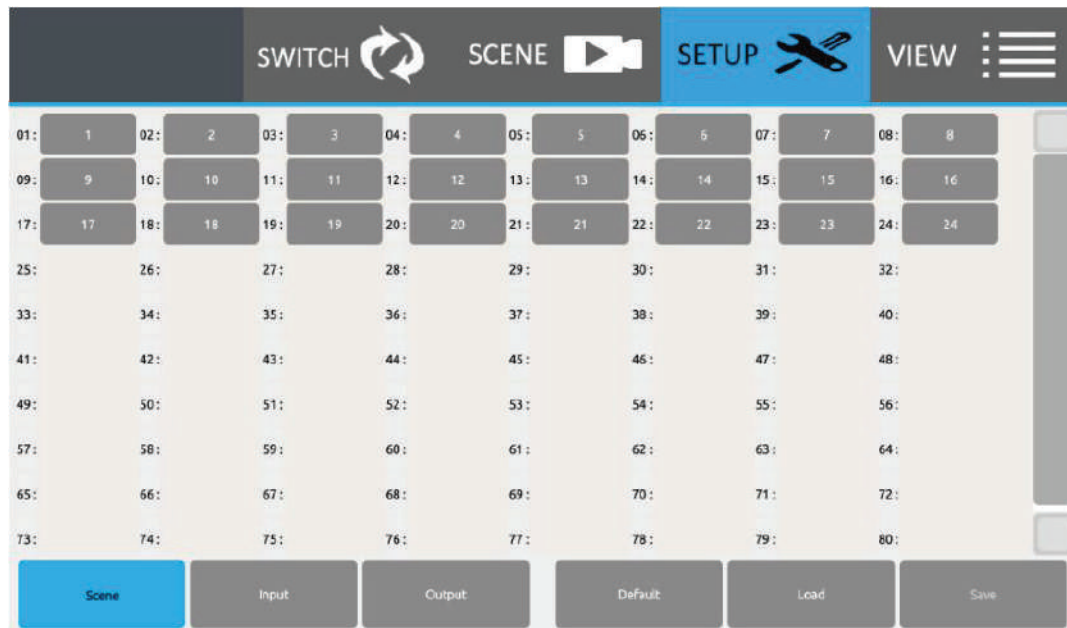 SWITCH SCENE SETUP VIEW
01: 1 02: 2 03: 3 04: 4 05: 5 06: 6 07: 7 08: 8
09: 9 10: 10 11: 11 12: 12 13: 13 14: 14 15: 15 16: 16
17: 17 18: 18 19: 19 20: 20 21: 21 22: 22 23: 23 24: 24
25: 26: 27: 28: 29: 30: 31: 32:
33: 34: 35: 36: 37: 38: 39: 40:
41: 42: 43: 44: 45: 46: 47: 48:
49: 50: 51: 52: 53: 54: 55: 56:
57: 58: 59: 60: 61: 62: 63: 64:
65: 66: 67: 68: 69: 70: 71: 72:
73: 74: 75: 76: 77: 78: 79: 80:
Scene Input Output Default Load Save